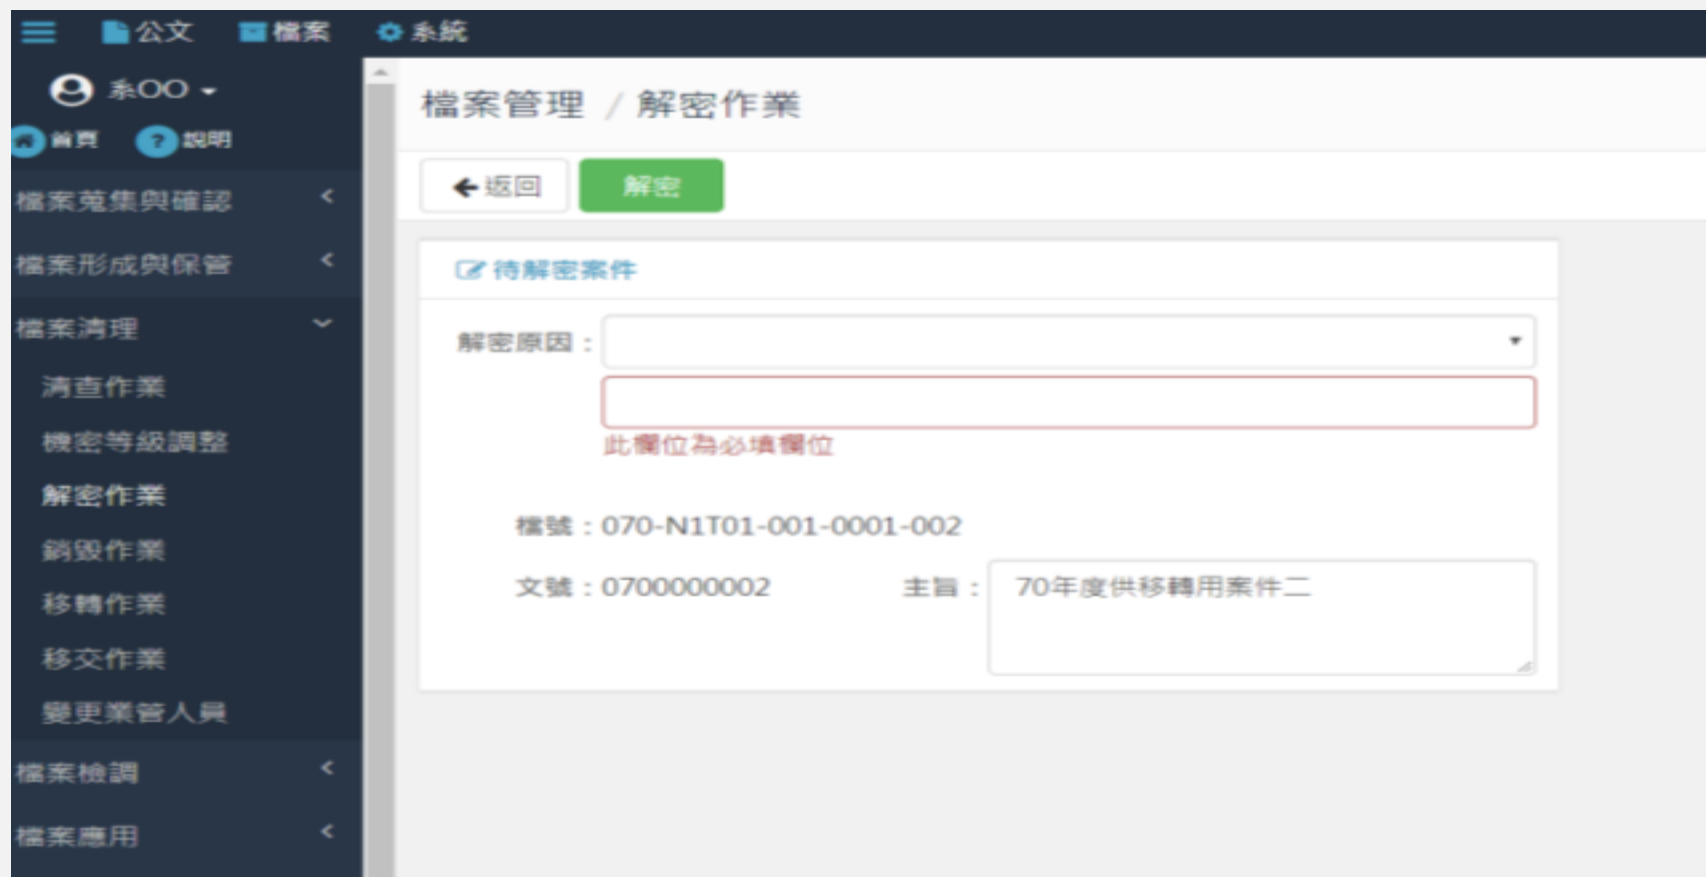 公文 檔案 系統
系OO
首頁 說明
檔案蒐集與確認
檔案形成與保管
檔案清理
清查作業
機密等級調整
解密作業
銷毀作業
移轉作業
移交作業
變更業管人員
檔案檢調
檔案應用
檔案管理 / 解密作業
返回 解密
待解密案件
解密原因：
此欄位為必填欄位
檔號：070-N1T01-001-0001-002
文號：0700000002 主旨： 70年度供移轉用案件二